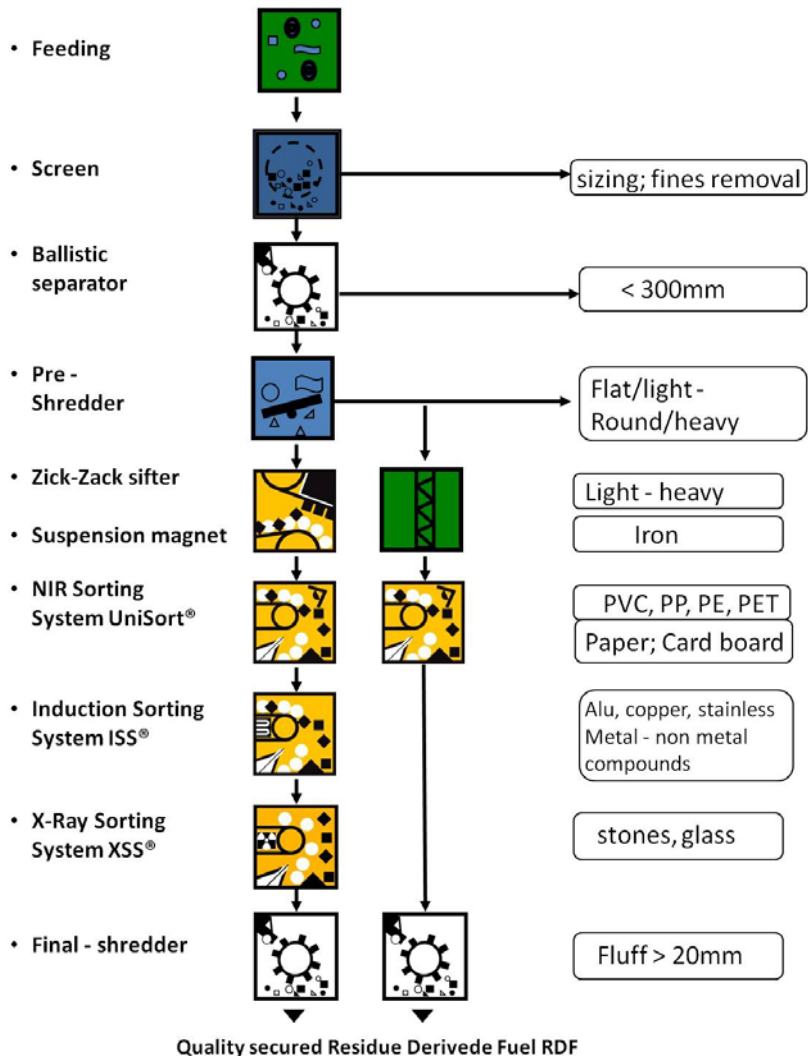 • Feeding
• Screen
sizing; fines removal
• Ballistic
separator
< 300mm
• Pre -
Shredder
Flat/light -
Round/heavy
• Zick-Zack sifter
Light - heavy
• Suspension magnet
Iron
• NIR Sorting
System UniSort®
PVC, PP, PE, PET
Paper; Card board
• Induction Sorting
System ISS®
Alu, copper, stainless
Metal - non metal
compounds
• X-Ray Sorting
System XSS®
stones, glass
• Final - shredder
Fluff > 20mm
Quality secured Residue Derivede Fuel RDF